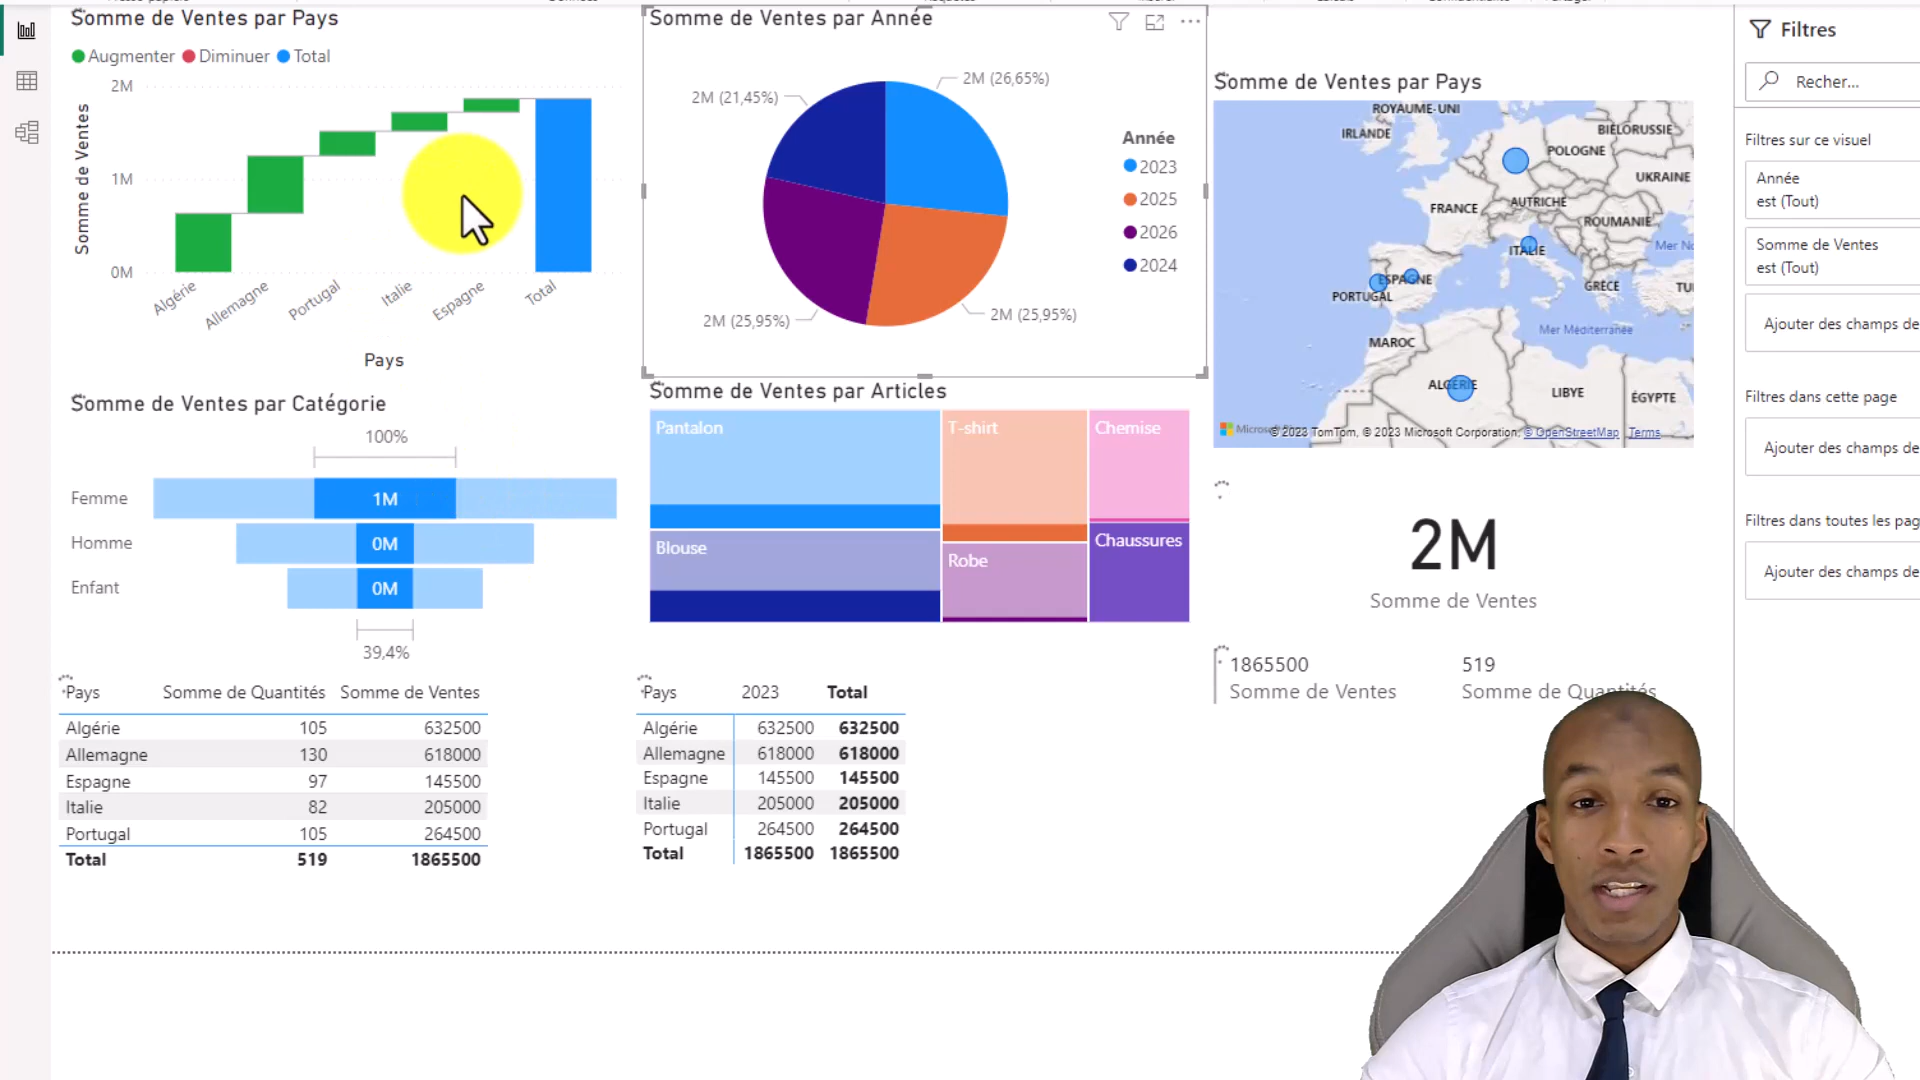 Somme de Ventes par Pays
Augmenter Diminuer Total
2M
1M
0M
Somme de Ventes
Algérie
Allemagne
Portugal
Italie
Espagne
Total
Pays
Somme de Ventes par Année
2M (26,65%)
2M (21,45%)
2M (25,95%)
2M (25,95%)
Année
2023
2025
2026
2024
Somme de Ventes par Pays
ROYAUME-UNI
IRLANDE
BIÉLORUSSIE
POLOGNE
UKRAINE
FRANCE
AUTRICHE
ROUMANIE
ITALIE
ESPAGNE
PORTUGAL
GRÈCE
Mer Méditerranée
MAROC
ALGÉRIE
LIBYE
ÉGYPTE
© 2023 TomTom, © 2023 Microsoft Corporation, © OpenStreetMap Terms
Filtres
Recher...
Filtres sur ce visuel
Année
est (Tout)
Somme de Ventes
est (Tout)
Ajouter des champs de
Filtres dans cette page
Ajouter des champs de
Filtres dans toutes les pag
Ajouter des champs de
Somme de Ventes par Catégorie
100%
Femme 1M
Homme 0M
Enfant 0M
39,4%
Somme de Ventes par Articles
Pantalon
T-shirt
Chemise
Blouse
Robe
Chaussures
2M
Somme de Ventes
1865500 519
Somme de Ventes Somme de Quantités
Pays Somme de Quantités Somme de Ventes
Algérie 105 632500
Allemagne 130 618000
Espagne 97 145500
Italie 82 205000
Portugal 105 264500
Total 519 1865500
Pays 2023 Total
Algérie 632500 632500
Allemagne 618000 618000
Espagne 145500 145500
Italie 205000 205000
Portugal 264500 264500
Total 1865500 1865500